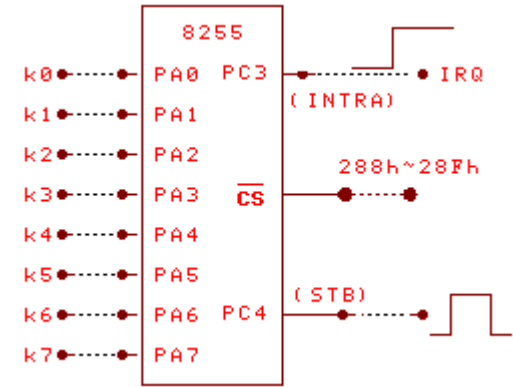 8255
k0 PA0 PC3 IRQ
(INTRA)
k1 PA1
k2 PA2
288h~28Fh
k3 PA3 CS
k4 PA4
k5 PA5
(STB)
k6 PA6 PC4
k7 PA7